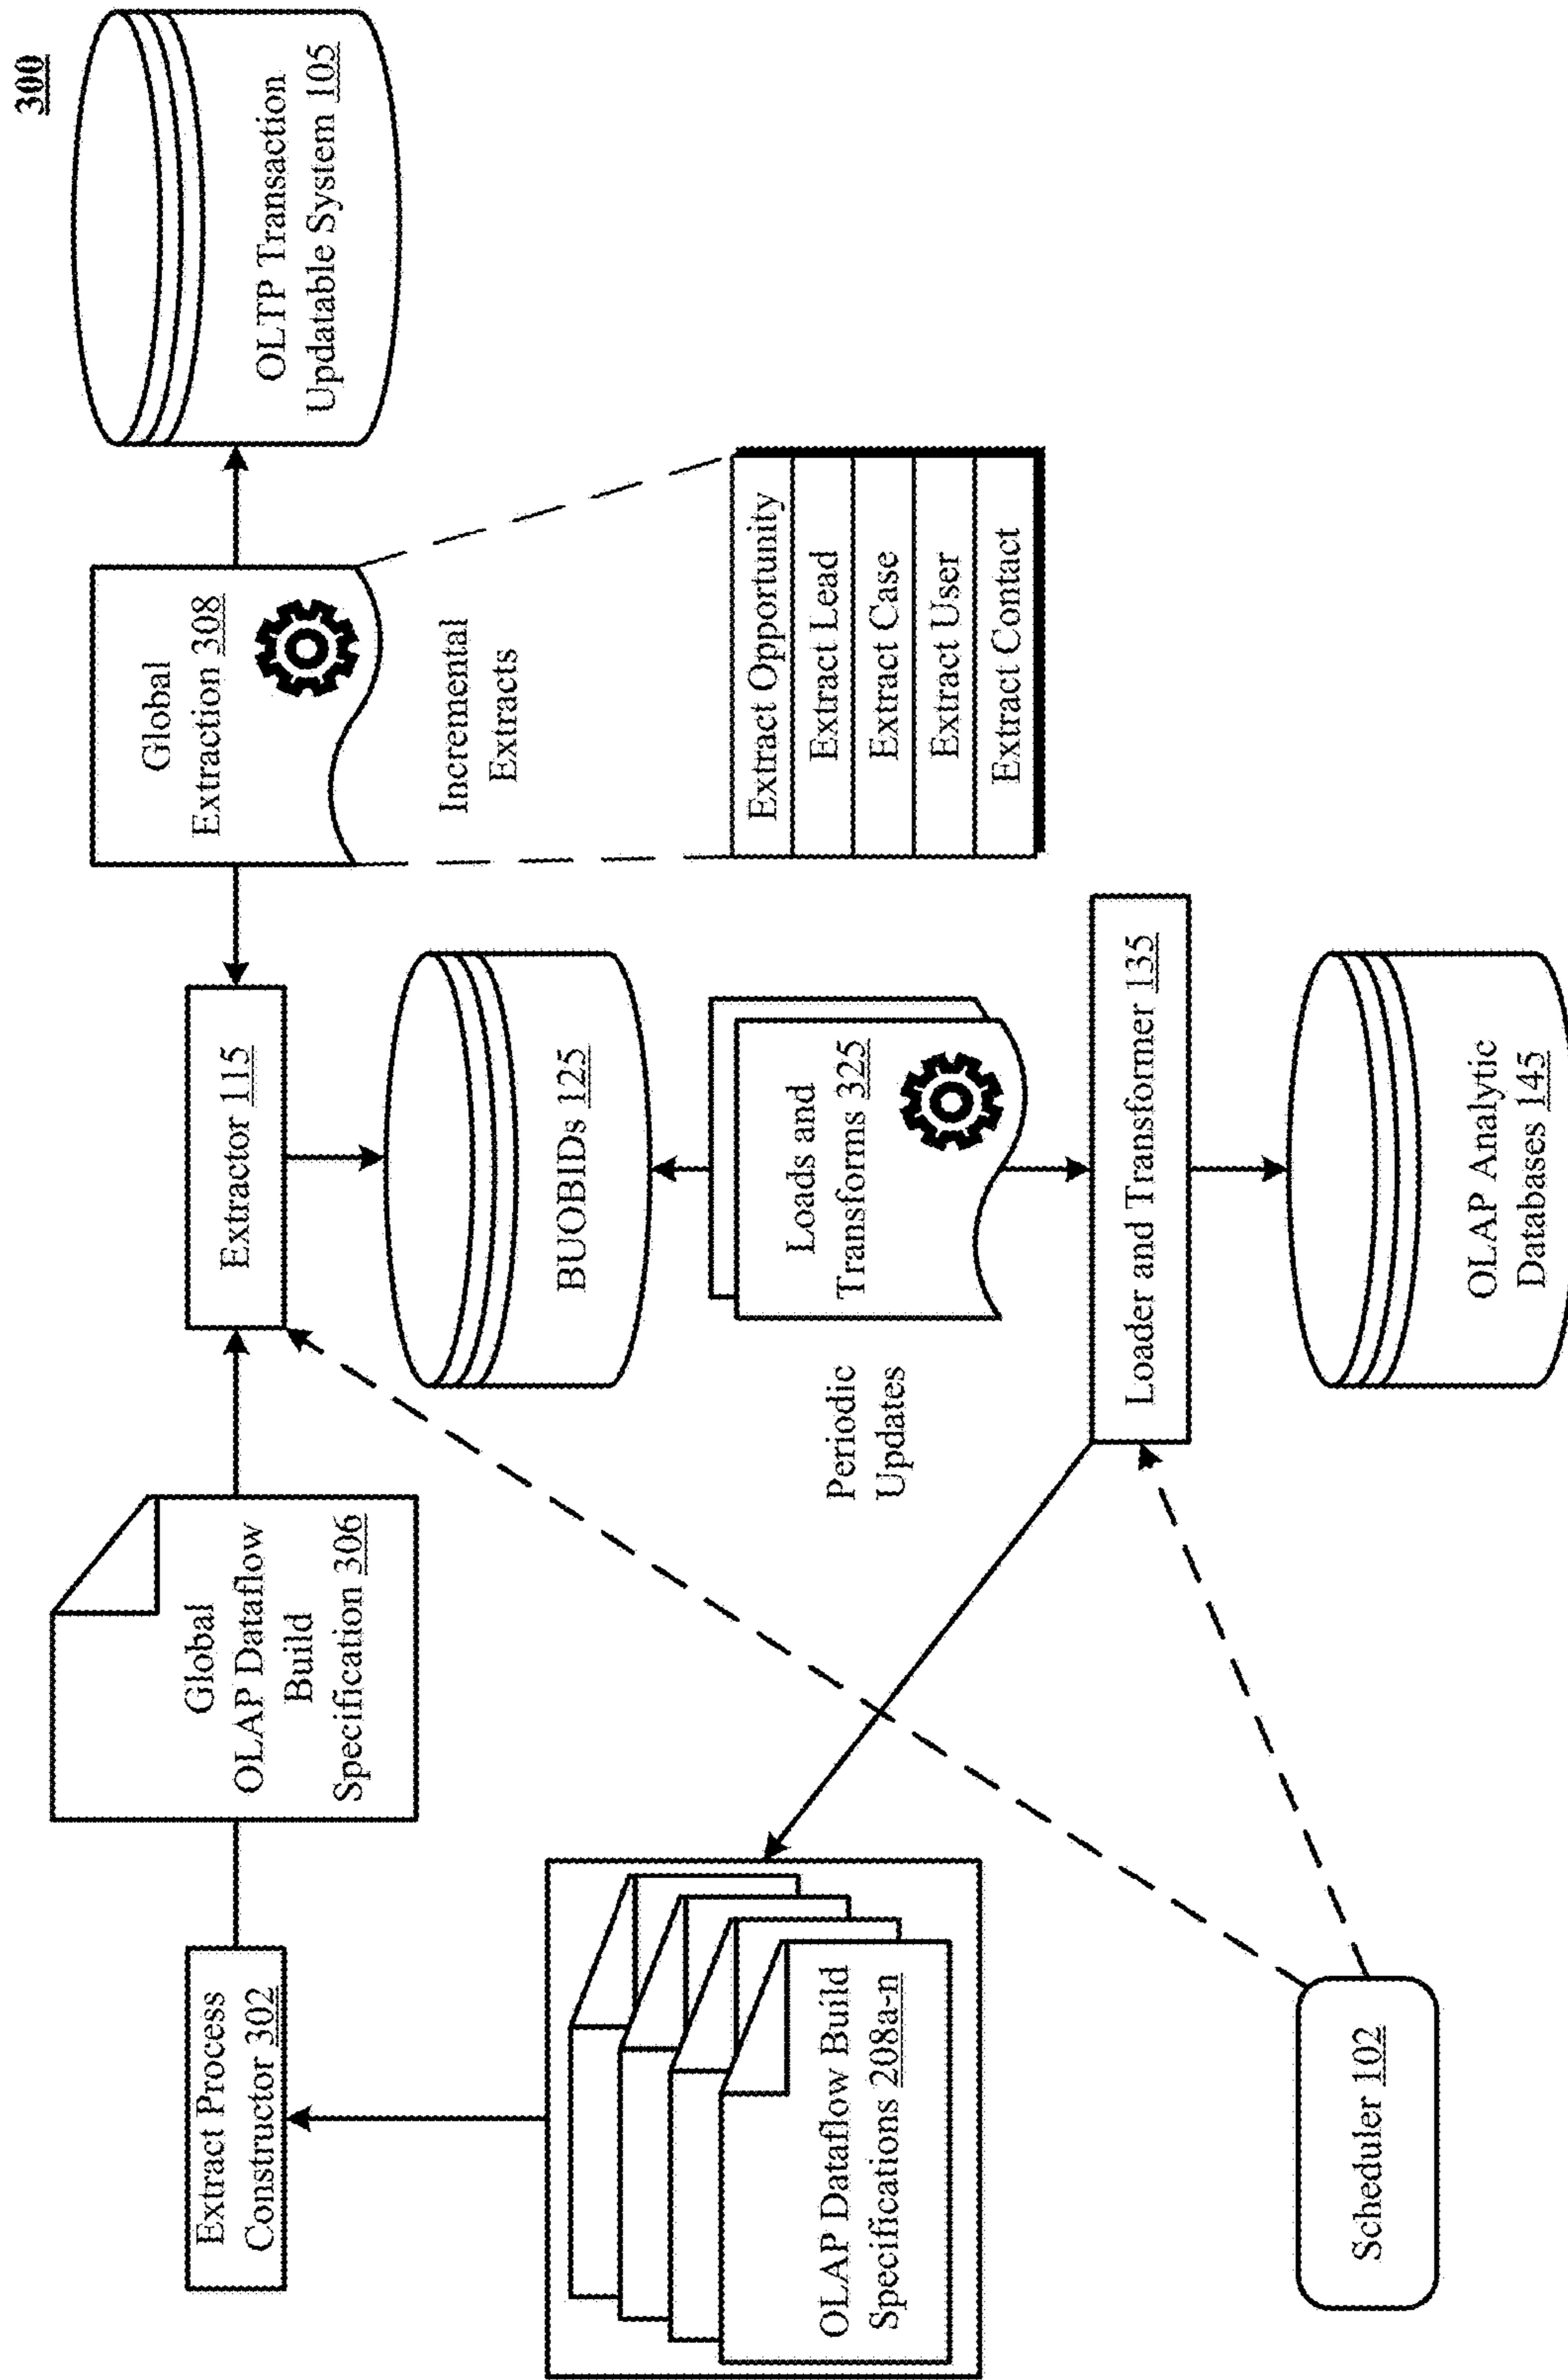 300
Extract Process
Constructor 302
Global
OLAP Dataflow
Build
Specification 306
Extractor 115
Global
Extraction 308
OLTP Transaction
Updatable System 105
Incremental
Extracts
BUOBIDs 125
OLAP Dataflow Build
Specifications 208a-n
Periodic
Updates
Loads and
Transforms 325
Extract Opportunity
Extract Lead
Extract Case
Extract User
Extract Contact
Loader and Transformer 135
Scheduler 102
OLAP Analytic
Databases 145